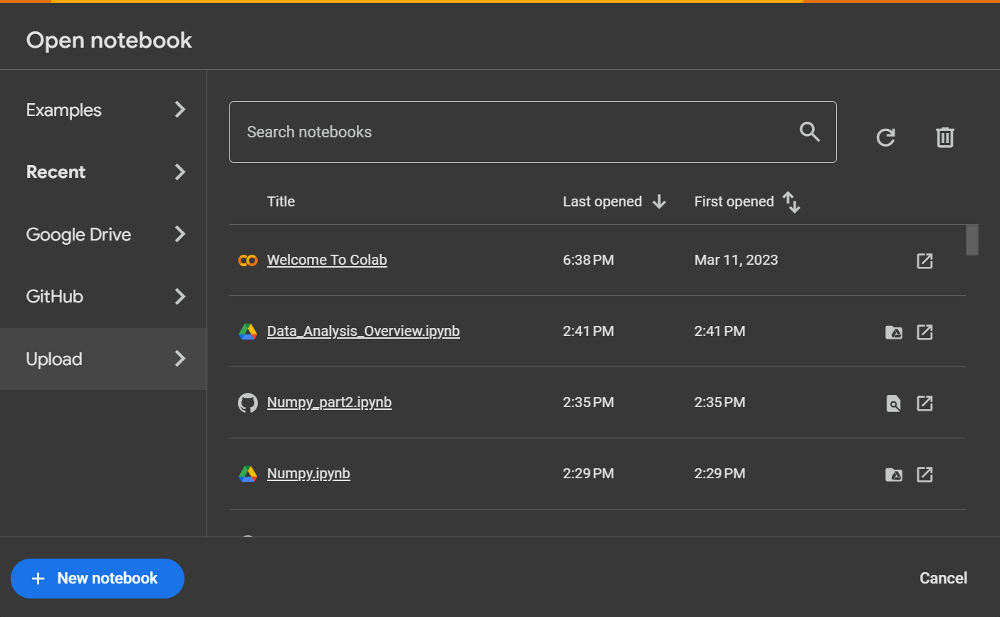 Open notebook
Examples
Recent
Google Drive
GitHub
Upload
Search notebooks
Title Last opened First opened
Welcome To Colab 6:38 PM Mar 11, 2023
Data_Analysis_Overview.ipynb 2:41 PM 2:41 PM
Numpy_part2.ipynb 2:35 PM 2:35 PM
Numpy.ipynb 2:29 PM 2:29 PM
New notebook
Cancel